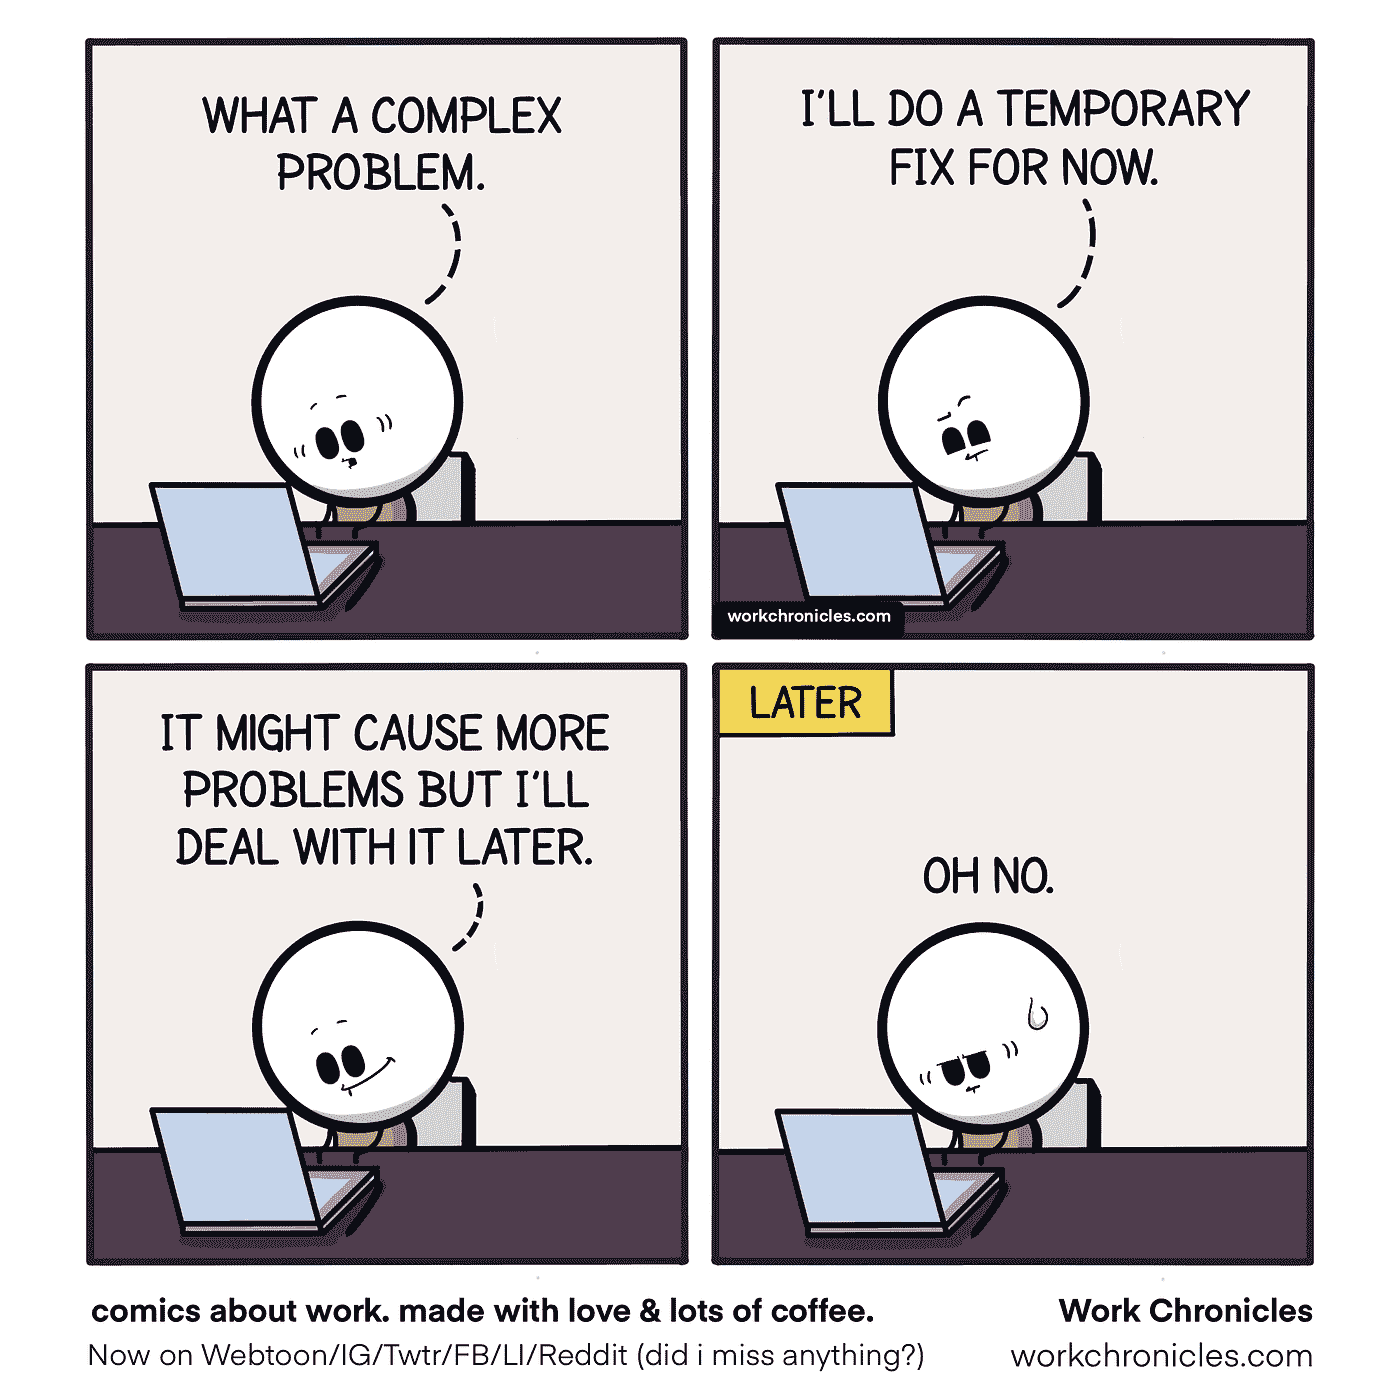 WHAT A COMPLEX
PROBLEM.
I'LL DO A TEMPORARY
FIX FOR NOW.
workchronicles.com
IT MIGHT CAUSE MORE
PROBLEMS BUT I'LL
DEAL WITH IT LATER.
LATER
OH NO.
comics about work. made with love & lots of coffee.
Work Chronicles
Now on Webtoon/IG/Twtr/FB/LI/Reddit (did i miss anything?)
workchronicles.com